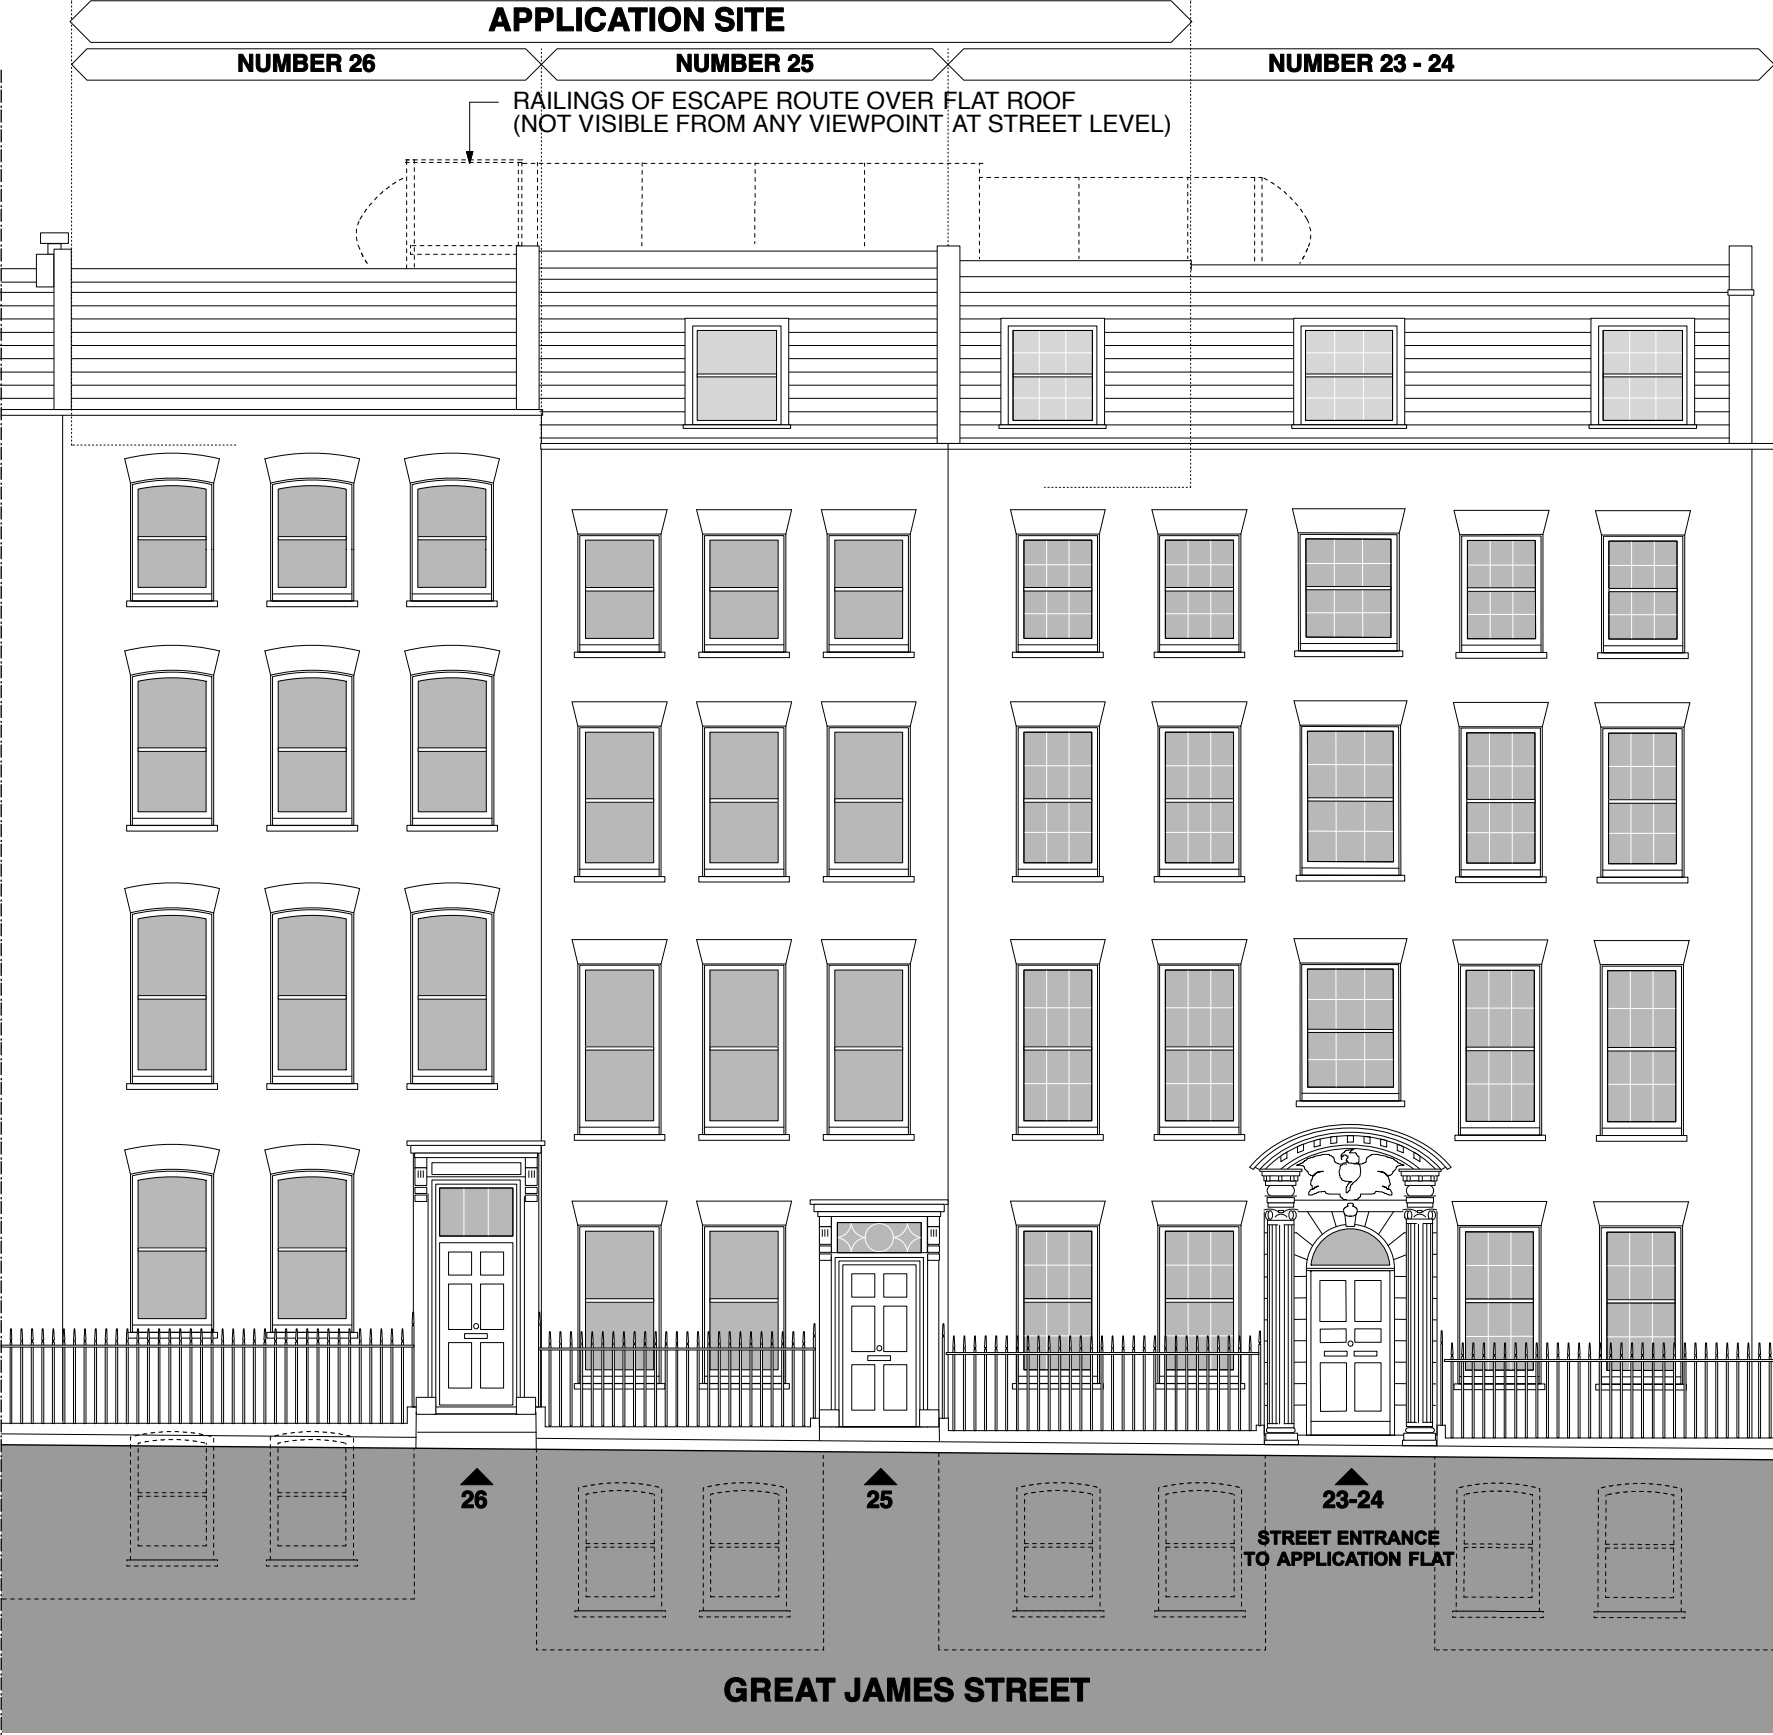 APPLICATION SITE
NUMBER 26
NUMBER 25
NUMBER 23 - 24
RAILINGS OF ESCAPE ROUTE OVER FLAT ROOF
(NOT VISIBLE FROM ANY VIEWPOINT AT STREET LEVEL)
26
25
23-24
STREET ENTRANCE
TO APPLICATION FLAT
GREAT JAMES STREET